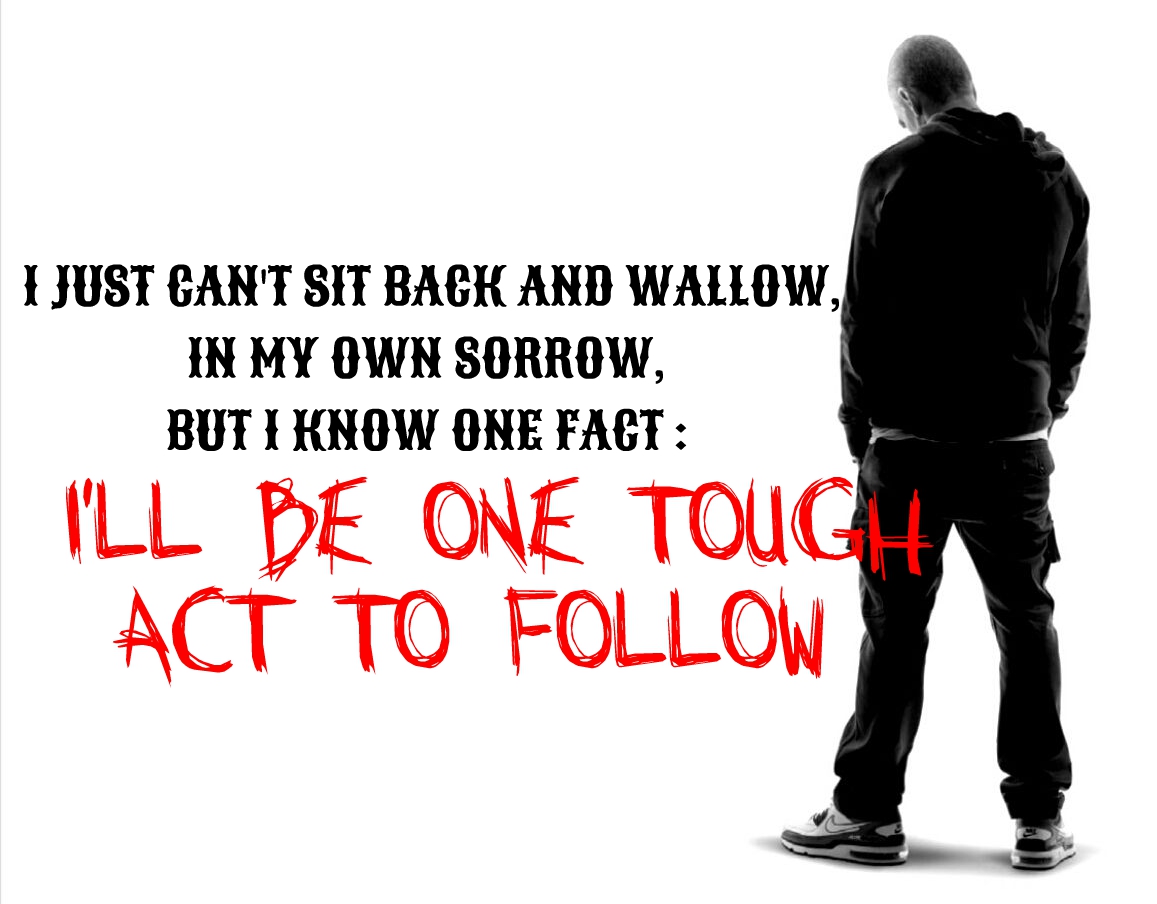 I JUST CAN'T SIT BACK AND WALLOW,
IN MY OWN SORROW,
BUT I KNOW ONE FACT :
I'LL BE ONE TOUGH
ACT TO FOLLOW